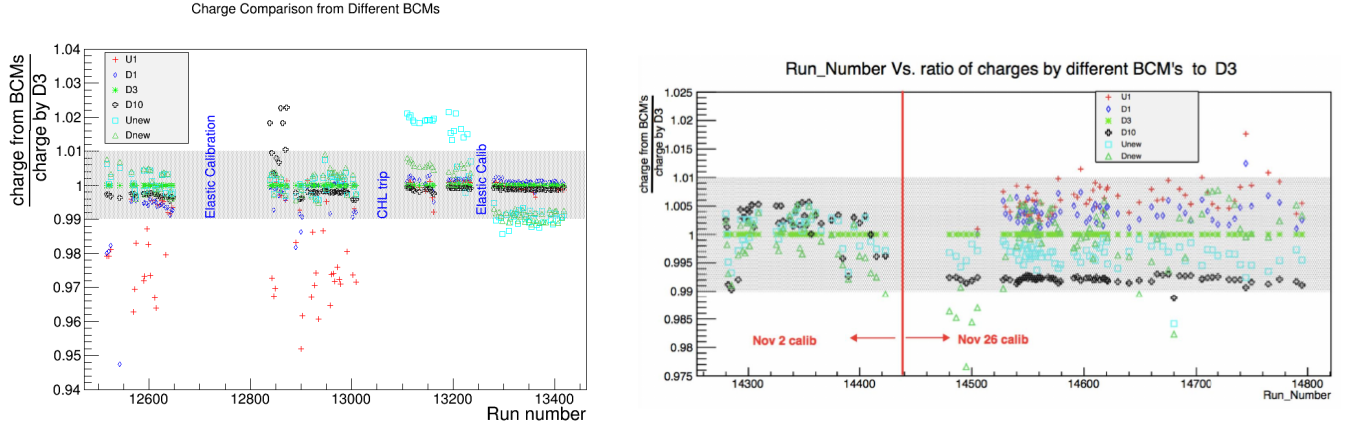 Charge Comparison from Different BCMs
charge from BCMs
charge by D3
1.04
1.03
1.02
1.01
1
0.99
0.98
0.97
0.96
0.95
0.94
U1
D1
D3
D10
Unew
Dnew
Elastic Calibration
CHL trip
Elastic Calib
12600 12800 13000 13200 13400
Run number
Run_Number Vs. ratio of charges by different BCM's to D3
charge from BCM's
charge by D3
1.025
1.02
1.015
1.01
1.005
1
0.995
0.99
0.985
0.98
0.975
U1
D1
D3
D10
Unew
Dnew
Nov 2 calib
Nov 26 calib
14300 14400 14500 14600 14700 14800
Run_Number